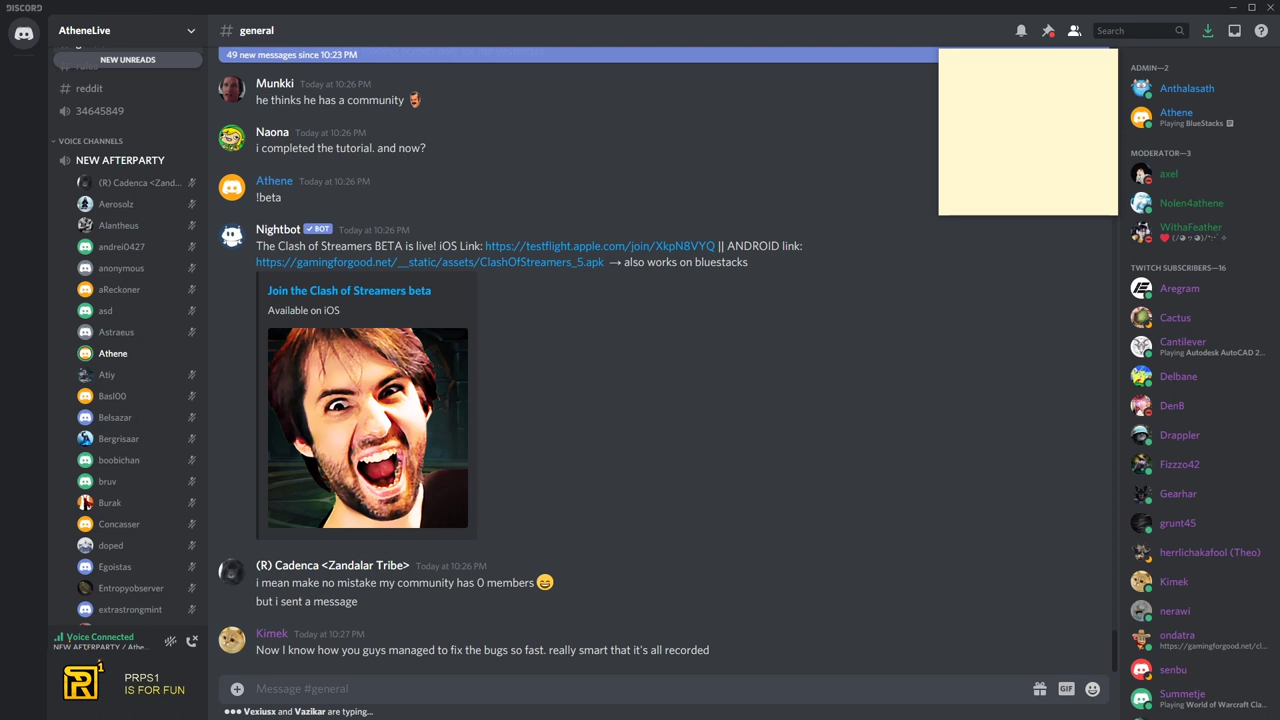 DISCORD
AtheneLive
general
Search
NEW UNREADS
rules
reddit
34645849
VOICE CHANNELS
NEW AFTERPARTY
(R) Cadenca <Zand...
Aerosolz
Alantheus
andrei0427
anonymous
aReckoner
asd
Astraeus
Athene
Atiy
Basl00
Belsazar
Bergrisaar
boobichan
bruv
Burak
Concasser
doped
Egoistas
Entropyobserver
extrastrongmint
Voice Connected
NEW AFTERPARTY / Athe...
R1
PRPS1
IS FOR FUN
49 new messages since 10:23 PM
Munkki Today at 10:26 PM
he thinks he has a community
Naona Today at 10:26 PM
i completed the tutorial. and now?
Athene Today at 10:26 PM
!beta
Nightbot ✓ BOT Today at 10:26 PM
The Clash of Streamers BETA is live! iOS Link: https://testflight.apple.com/join/XkpN8VYQ || ANDROID link:
https://gamingforgood.net/__static/assets/ClashOfStreamers_5.apk → also works on bluestacks
Join the Clash of Streamers beta
Available on iOS
(R) Cadenca <Zandalar Tribe> Today at 10:26 PM
i mean make no mistake my community has 0 members 😄
but i sent a message
Kimek Today at 10:27 PM
Now I know how you guys managed to fix the bugs so fast. really smart that it's all recorded
Message #general
GIF
Vexiusx and Vazikar are typing...
ADMIN—2
Anthalasath
Athene
Playing BlueStacks
MODERATOR—3
axel
Nolen4athene
WithaFeather
TWITCH SUBSCRIBERS—16
Aregram
Cactus
Cantilever
Playing Autodesk AutoCAD 2...
Delbane
DenB
Drappler
Fizzzo42
Gearhar
grunt45
herrlichakafool (Theo)
Kimek
nerawi
ondatra
https://gamingforgood.net/cl...
senbu
Summetje
Playing World of Warcraft Cla...